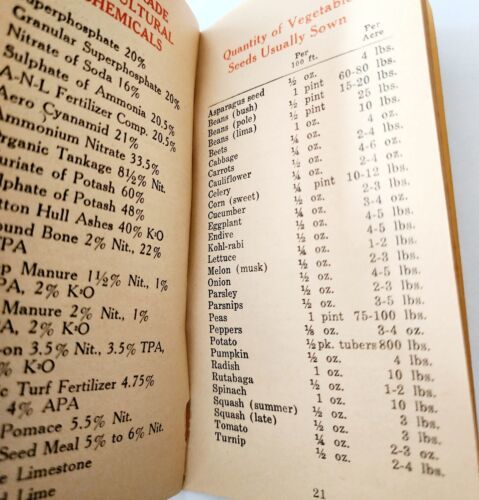 ADE
CULTURAL
HEMICALS
uperphosphate 20%
Granular Superphosphate 20%
Nitrate of Soda 16%
Sulphate of Ammonia 20.5%
A-N-L Fertilizer Comp. 20.5%
Aero Cyanamid 21%
Ammonium Nitrate 33.5%
Organic Tankage 8½% Nit.
uriate of Potash 60%
lphate of Potash 48%
tton Hull Ashes 40% K2O
ound Bone 2% Nit., 22%
TPA
p Manure 1½% Nit., 1%
PA, 2% K2O
Manure 2% Nit., 1%
PA, 2% K2O
on 3.5% Nit., 3.5% TPA,
% K2O
c Turf Fertilizer 4.75%
4% APA
Pomace 5.5% Nit.
Seed Meal 5% to 6% Nit.
e Limestone
d Lime
Quantity of Vegetable
Seeds Usually Sown
Per 100 ft. Per Acre
Asparagus seed ½ oz. 4 lbs.
Beans (bush) 1 pint 60-80 lbs.
Beans (pole) ½ pint 15-20 lbs.
Beans (lima) ½ pint 25 lbs.
Beets 1 oz. 10 lbs.
Cabbage ¼ oz. 4 oz.
Carrots ½ oz. 2-4 lbs.
Cauliflower ¼ oz. 4-6 oz.
Celery ¼ oz. 2-4 oz.
Corn (sweet) ¼ pint 10-12 lbs.
Cucumber ½ oz. 2-3 lbs.
Eggplant ¼ oz. 3-4 oz.
Endive ½ oz. 4-5 lbs.
Kohl-rabi ¼ oz. 4-5 lbs.
Lettuce ½ oz. 1-2 lbs.
Melon (musk) ½ oz. 2-3 lbs.
Onion ½ oz. 4-5 lbs.
Parsley ¼ oz. 2-3 lbs.
Parsnips ½ oz. 3-5 lbs.
Peas 1 pint 75-100 lbs.
Peppers ⅛ oz. 3-4 oz.
Potato ½pk. tubers 800 lbs.
Pumpkin ½ oz. 4 lbs.
Radish 1 oz. 10 lbs.
Rutabaga ½ oz. 1-2 lbs.
Spinach 1 oz. 10 lbs.
Squash (summer) ½ oz. 3 lbs.
Squash (late) ½ oz. 3 lbs.
Tomato ¼ oz. 2-3 oz.
Turnip ½ oz. 2-4 lbs.
21